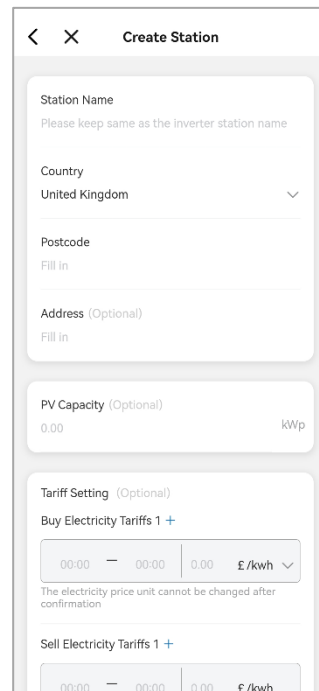 Create Station
Station Name
Please keep same as the inverter station name
Country
United Kingdom
Postcode
Fill in
Address (Optional)
Fill in
PV Capacity (Optional)
0.00 kWp
Tariff Setting (Optional)
Buy Electricity Tariffs 1 +
00:00 — 00:00 0.00 £/kwh
The electricity price unit cannot be changed after
confirmation
Sell Electricity Tariffs 1 +
00:00 — 00:00 0.00 £/kwh